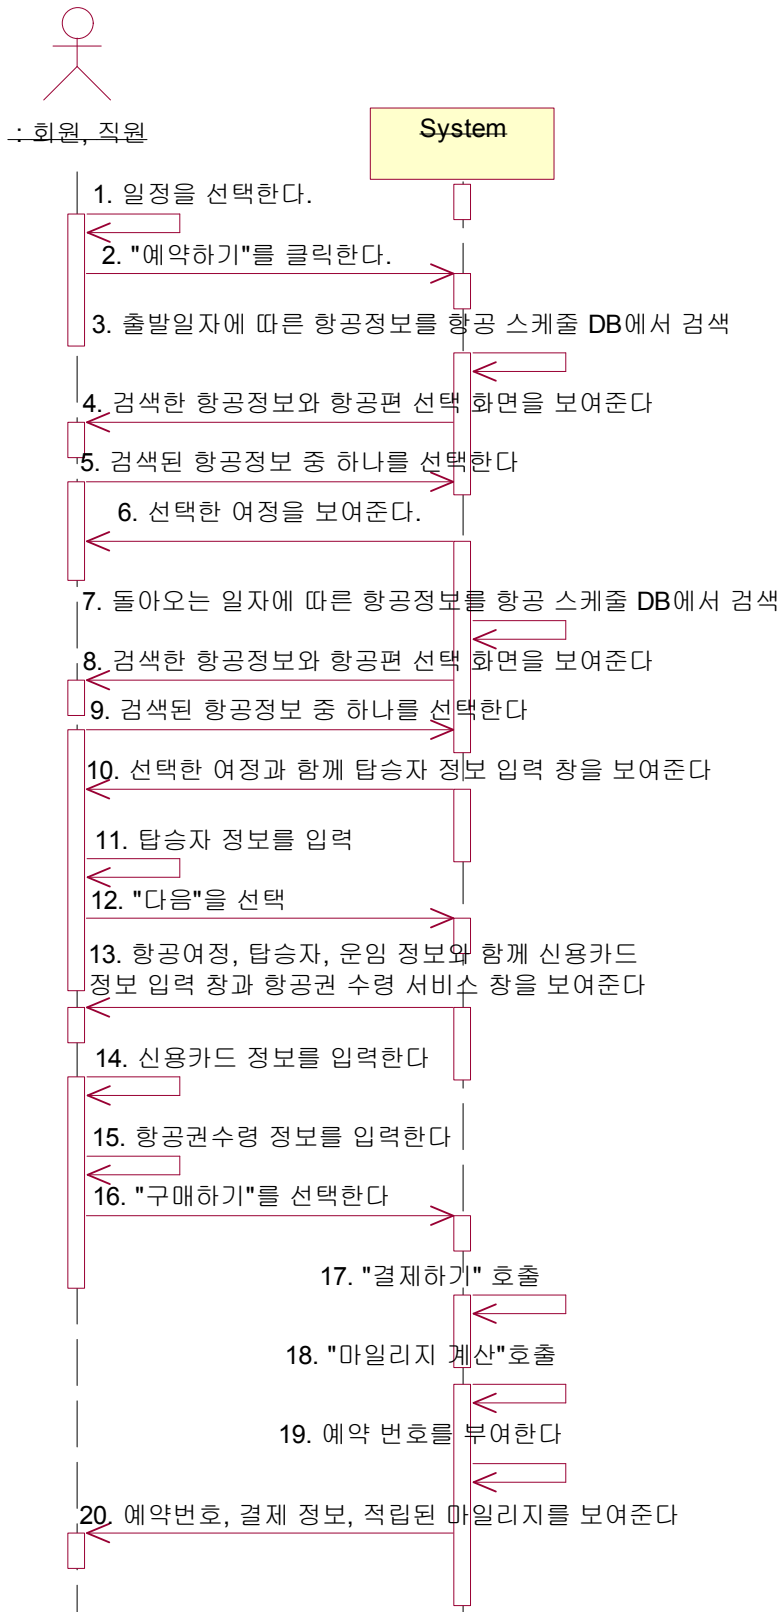 : 회원, 직원
System
1. 일정을 선택한다.
2. "예약하기"를 클릭한다.
3. 출발일자에 따른 항공정보를 항공 스케줄 DB에서 검색
4. 검색한 항공정보와 항공편 선택 화면을 보여준다
5. 검색된 항공정보 중 하나를 선택한다
6. 선택한 여정을 보여준다.
7. 돌아오는 일자에 따른 항공정보를 항공 스케줄 DB에서 검색
8. 검색한 항공정보와 항공편 선택 화면을 보여준다
9. 검색된 항공정보 중 하나를 선택한다
10. 선택한 여정과 함께 탑승자 정보 입력 창을 보여준다
11. 탑승자 정보를 입력
12. "다음"을 선택
13. 항공여정, 탑승자, 운임 정보와 함께 신용카드
정보 입력 창과 항공권 수령 서비스 창을 보여준다
14. 신용카드 정보를 입력한다
15. 항공권수령 정보를 입력한다
16. "구매하기"를 선택한다
17. "결제하기" 호출
18. "마일리지 계산"호출
19. 예약 번호를 부여한다
20. 예약번호, 결제 정보, 적립된 마일리지를 보여준다